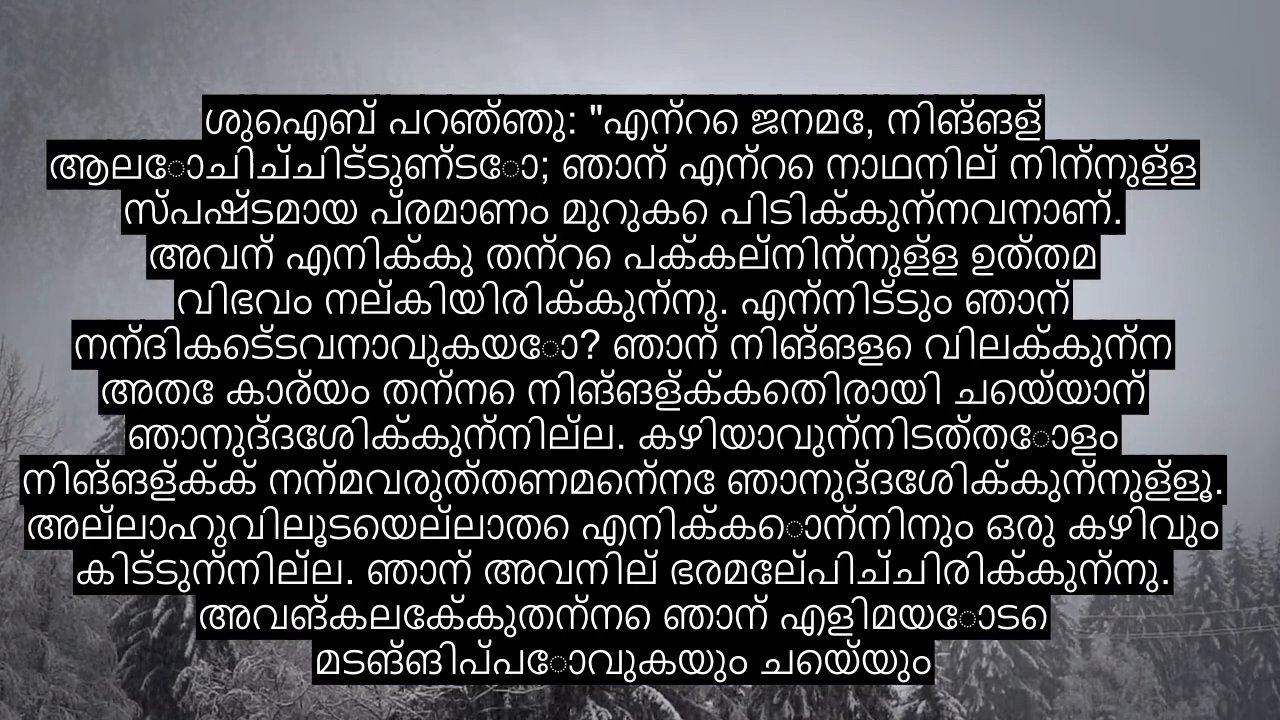 ശുഐബ് പറഞ്ഞു: "എന്റെ ജനമേ, നിങ്ങള്
ആലോചിച്ചിട്ടുണ്ടോ; ഞാന് എന്റെ നാഥനില് നിന്നുള്ള
സ്പഷ്ടമായ പ്രമാണം മുറുകെ പിടിക്കുന്നവനാണ്.
അവന് എനിക്കു തന്റെ പക്കല്നിന്നുള്ള ഉത്തമ
വിഭവം നല്കിയിരിക്കുന്നു. എന്നിട്ടും ഞാന്
നന്ദികെട്ടവനാവുകയോ? ഞാന് നിങ്ങളെ വിലക്കുന്ന
അതേ കാര്യം തന്നെ നിങ്ങള്ക്കെതിരായി ചെയ്യാന്
ഞാനുദ്ദേശിക്കുന്നില്ല. കഴിയാവുന്നിടത്തോളം
നിങ്ങള്ക്ക് നന്മവരുത്തണമെന്നേ ഞാനുദ്ദേശിക്കുന്നുള്ളൂ.
അല്ലാഹുവിലൂടെയല്ലാതെ എനിക്കൊന്നിനും ഒരു കഴിവും
കിട്ടുന്നില്ല. ഞാന് അവനില് ഭരമേല്പിച്ചിരിക്കുന്നു.
അവങ്കലേക്കുതന്നെ ഞാന് എളിമയോടെ
മടങ്ങിപ്പോവുകയും ചെയ്യും